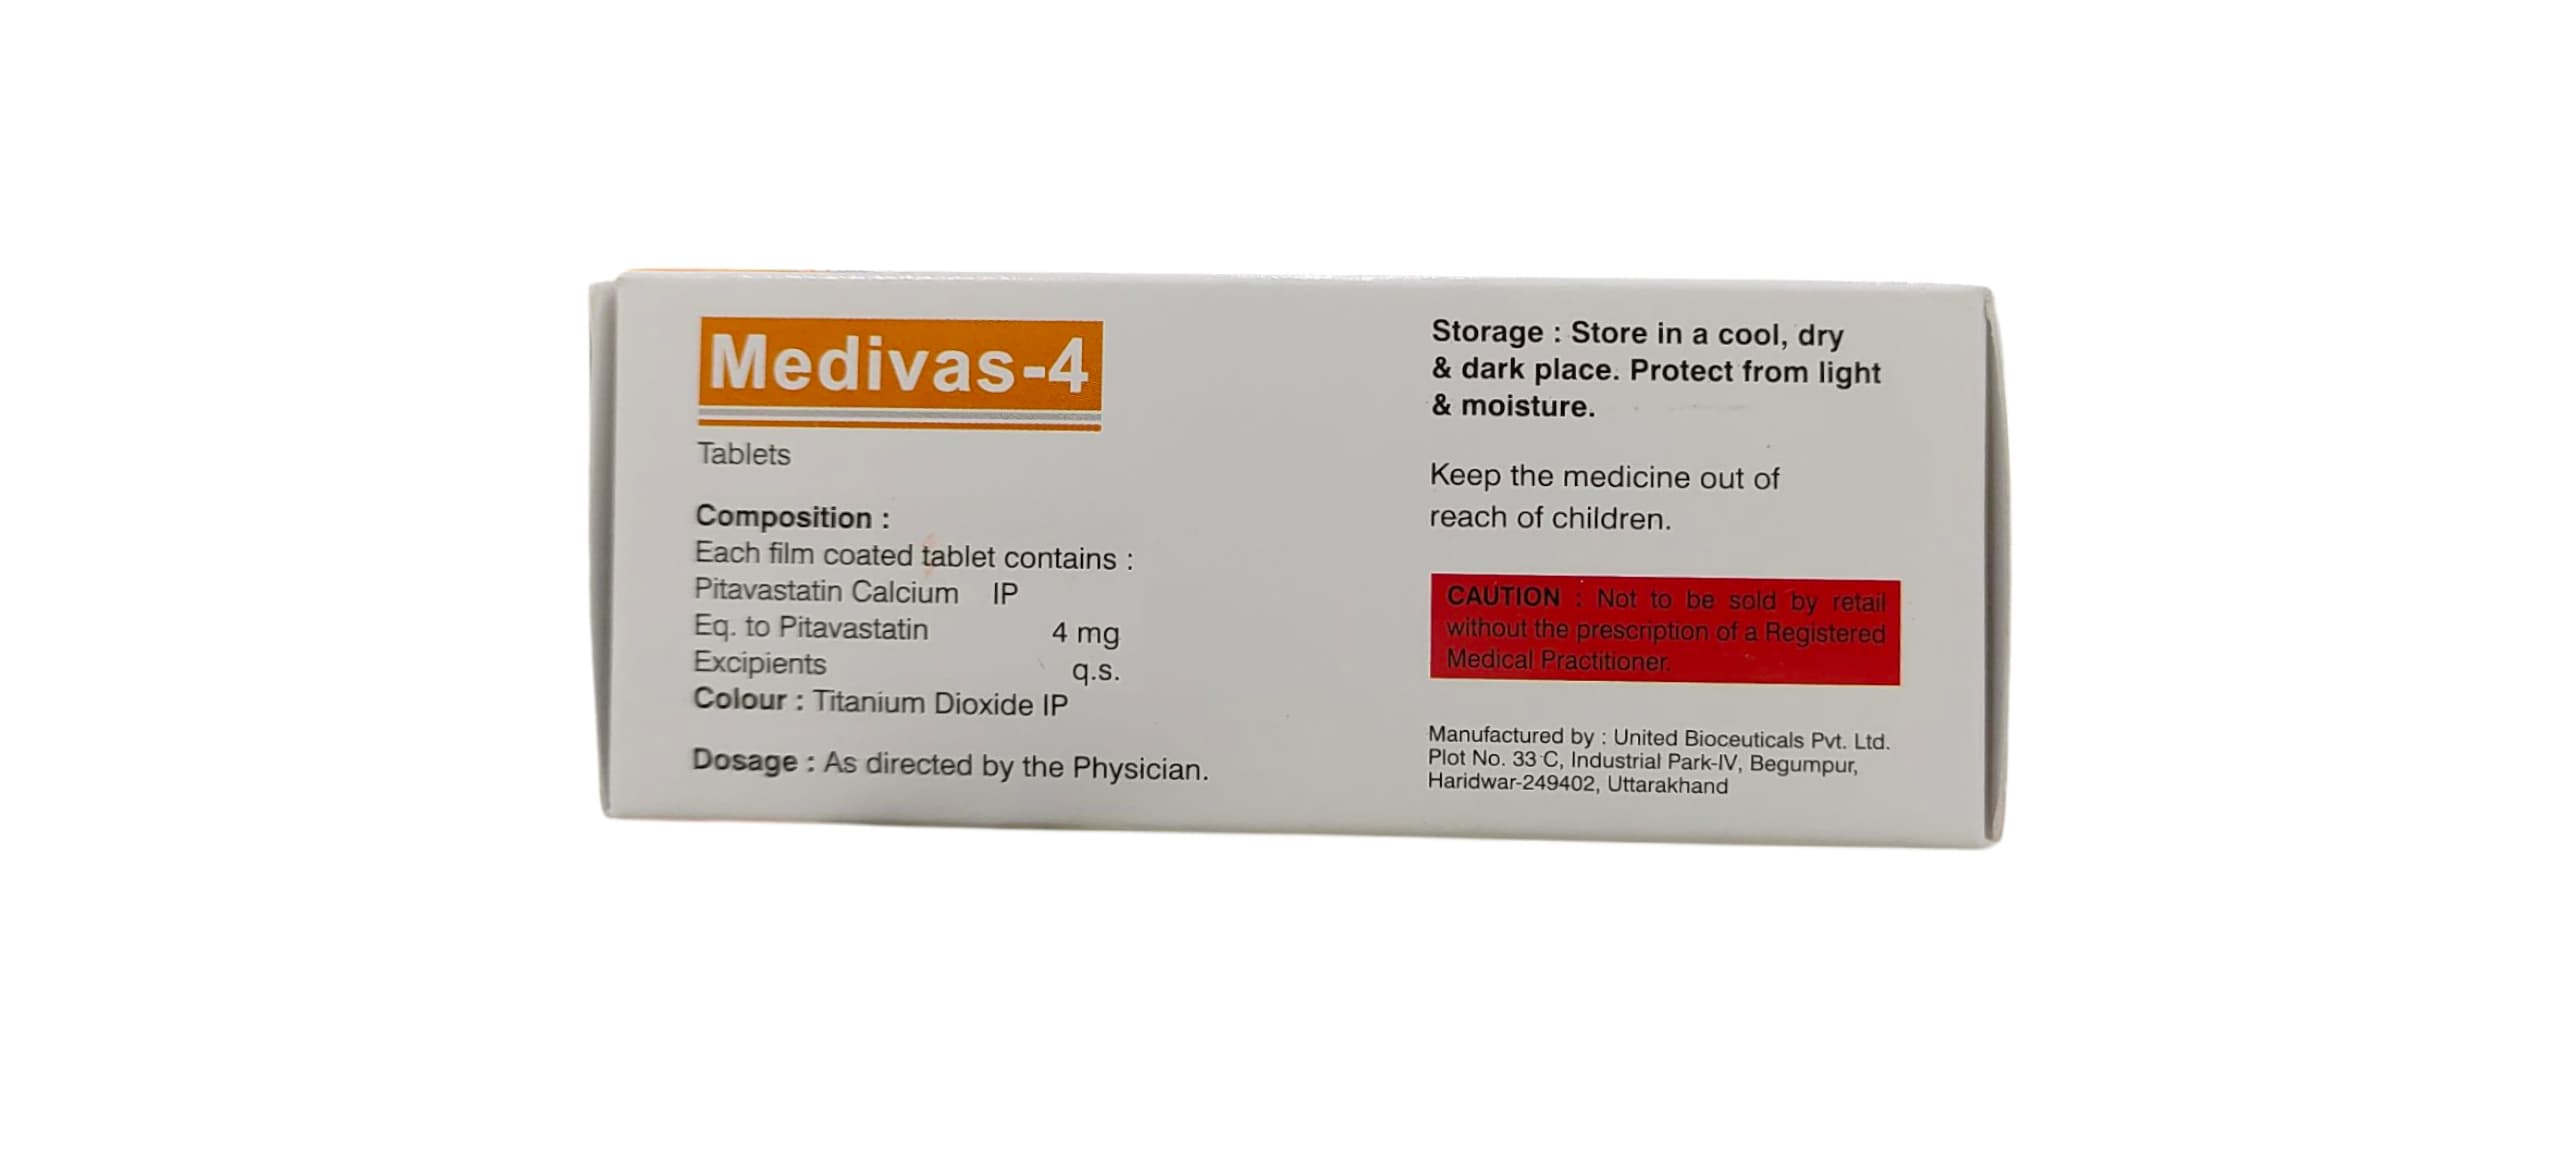 Medivas-4
Tablets
Composition :
Each film coated tablet contains :
Pitavastatin Calcium IP
Eq. to Pitavastatin 4 mg
Excipients q.s.
Colour : Titanium Dioxide IP
Dosage : As directed by the Physician.
Storage : Store in a cool, dry
& dark place. Protect from light
& moisture.
Keep the medicine out of
reach of children.
CAUTION : Not to be sold by retail
without the prescription of a Registered
Medical Practitioner.
Manufactured by : United Bioceuticals Pvt. Ltd.
Plot No. 33 C, Industrial Park-IV, Begumpur,
Haridwar-249402, Uttarakhand